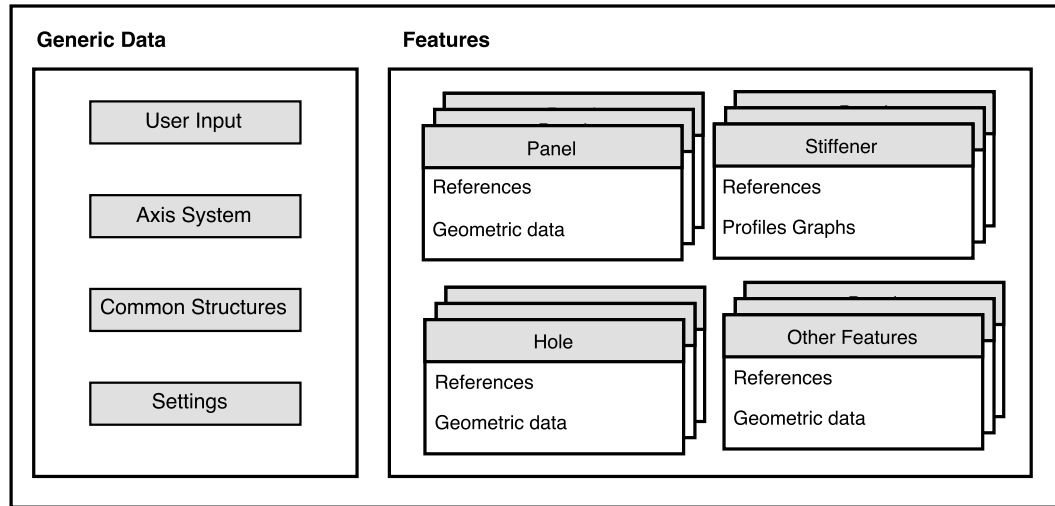 Generic Data
User Input
Axis System
Common Structures
Settings
Features
Panel
References
Geometric data
Stiffener
References
Profiles Graphs
Hole
References
Geometric data
Other Features
References
Geometric data